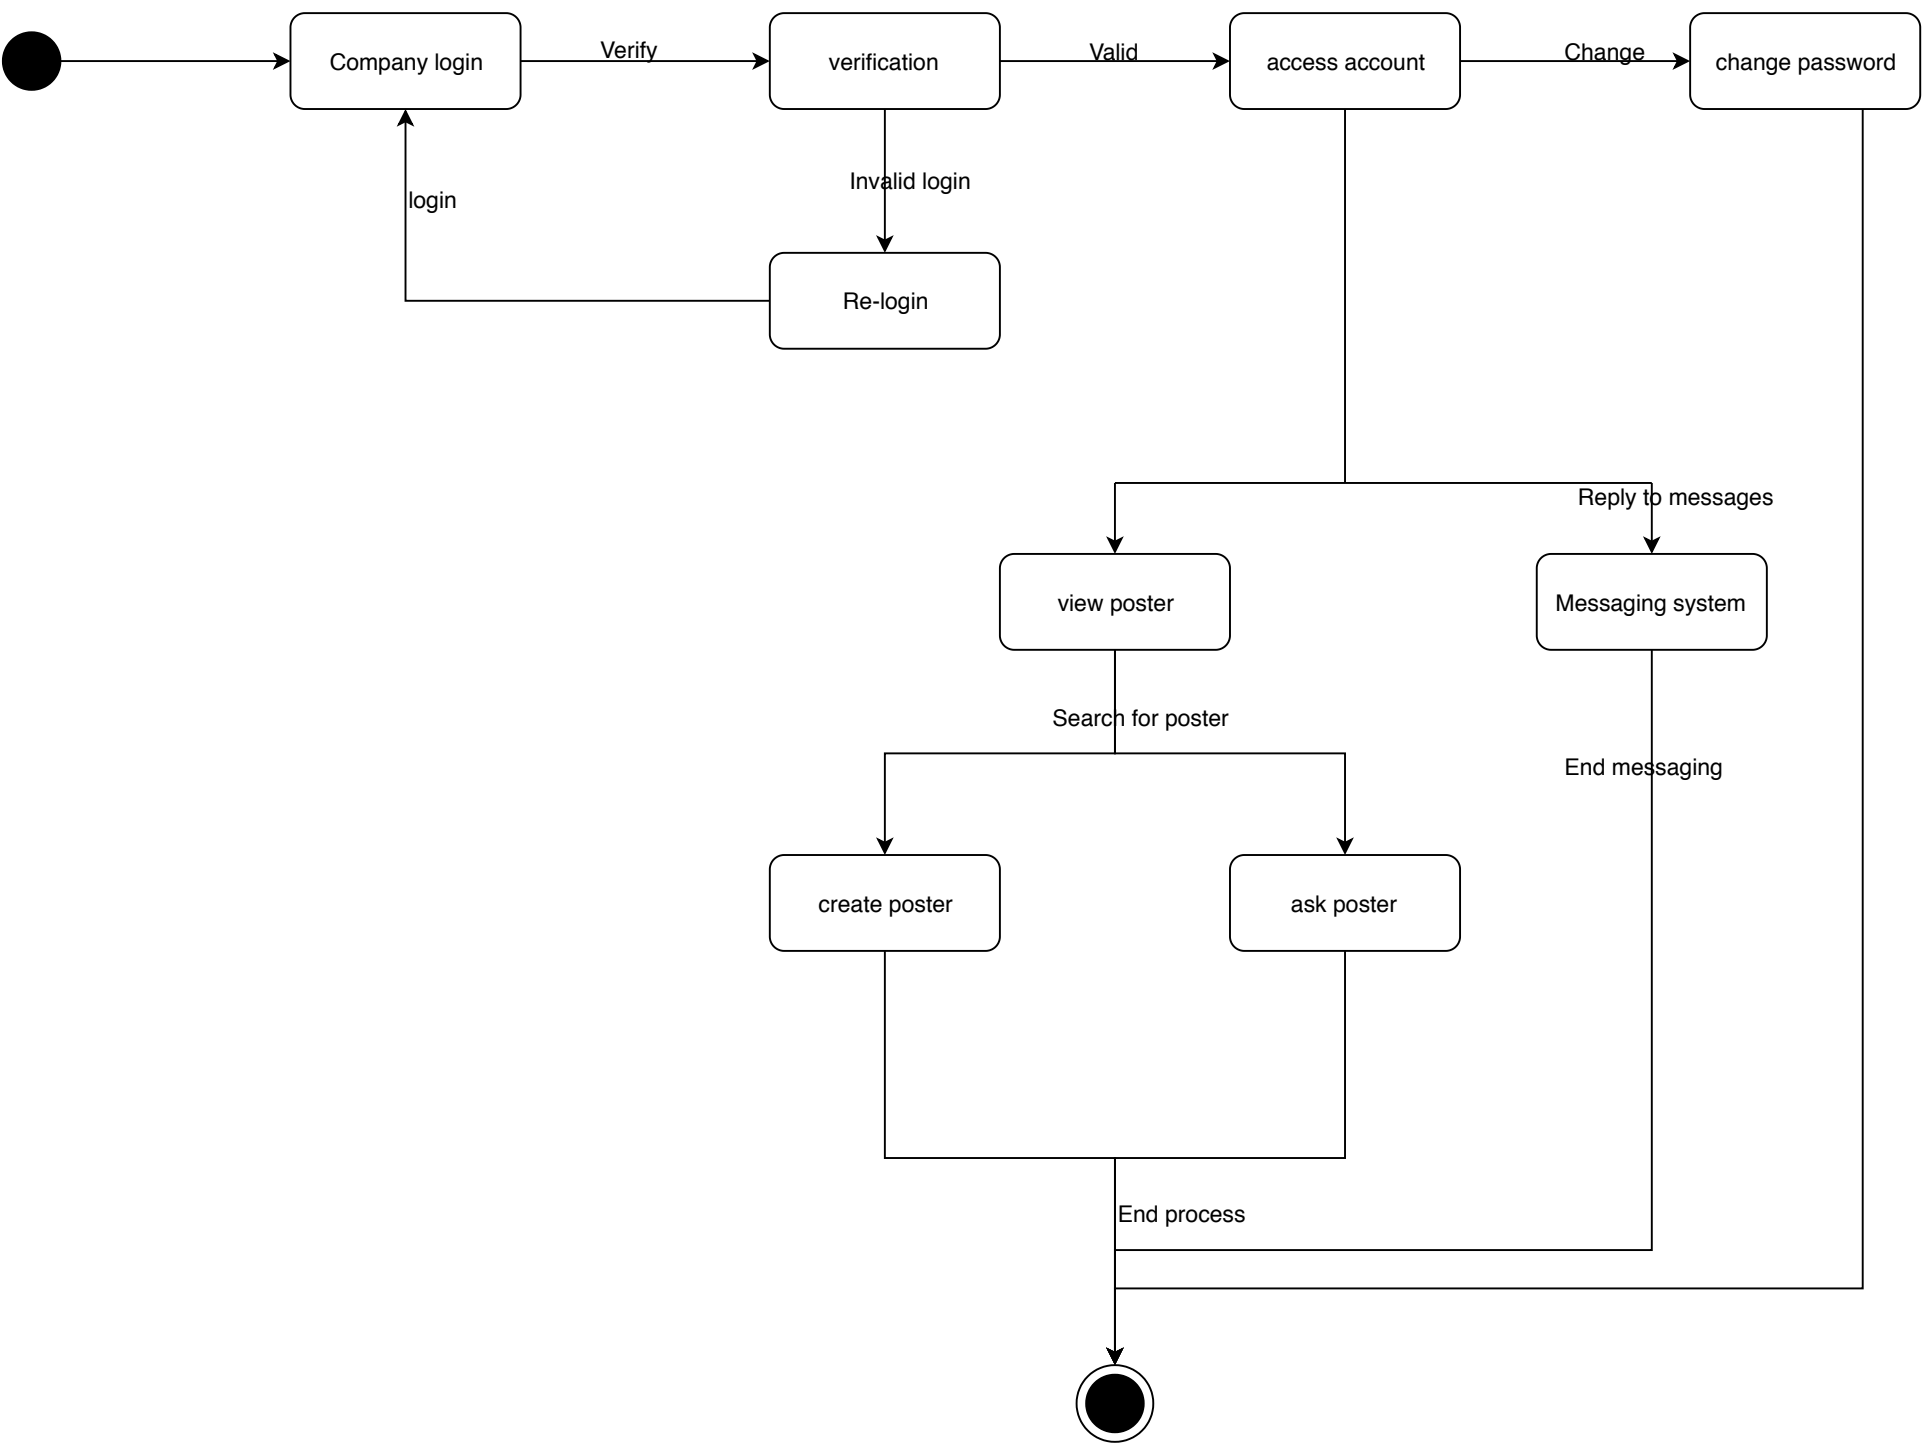 Company login
Verify
verification
Valid
access account
Change
change password
Invalid login
login
Re-login
Reply to messages
view poster
Messaging system
Search for poster
End messaging
create poster
ask poster
End process